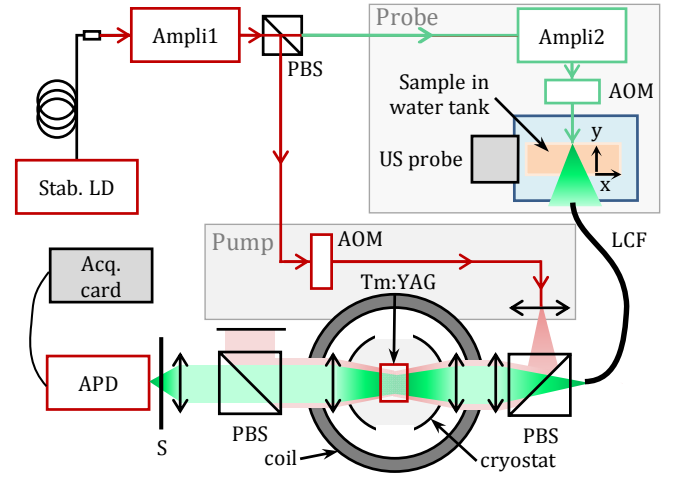 Probe
Ampli1
Ampli2
PBS
AOM
Sample in
water tank
y
US probe
x
Stab. LD
LCF
Pump
AOM
Acq.
card
Tm:YAG
APD
PBS
PBS
S
coil
cryostat